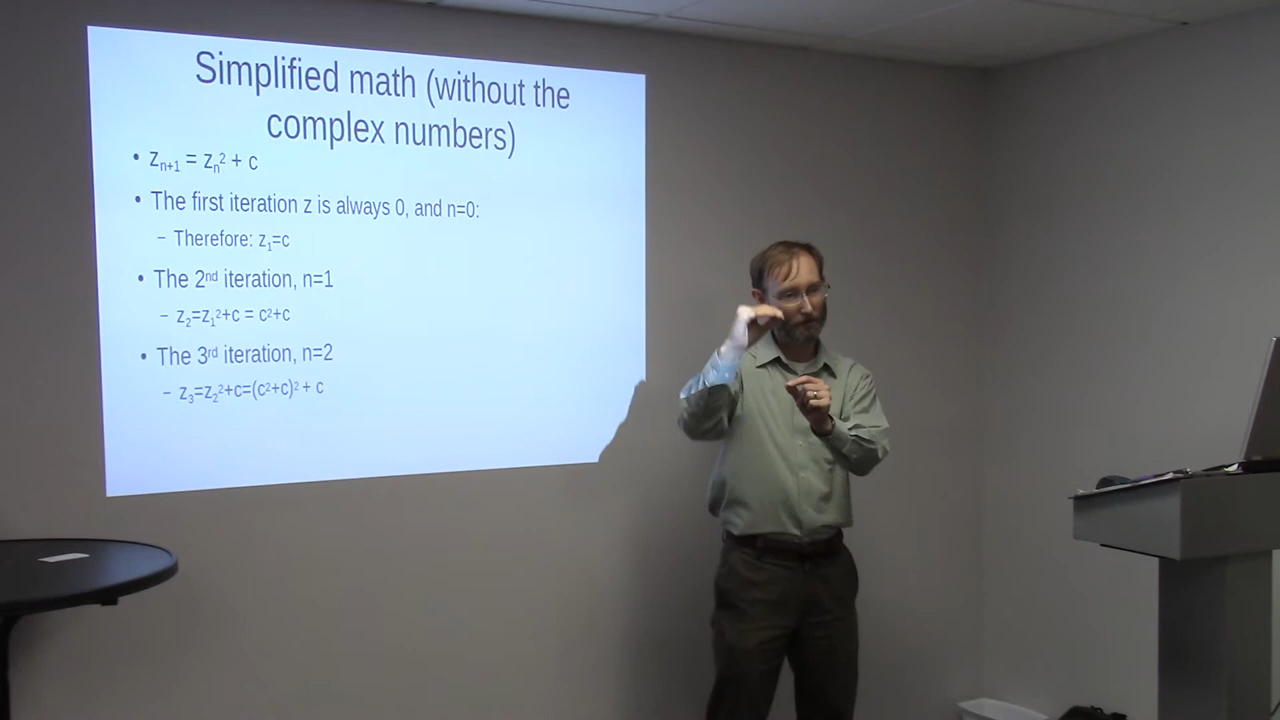 Simplified math (without the
complex numbers)
• zₙ₊₁ = zₙ² + c
• The first iteration z is always 0, and n=0:
– Therefore: z₁=c
• The 2ⁿᵈ iteration, n=1
– z₂=z₁²+c = c²+c
• The 3ʳᵈ iteration, n=2
– z₃=z₂²+c=(c²+c)² + c